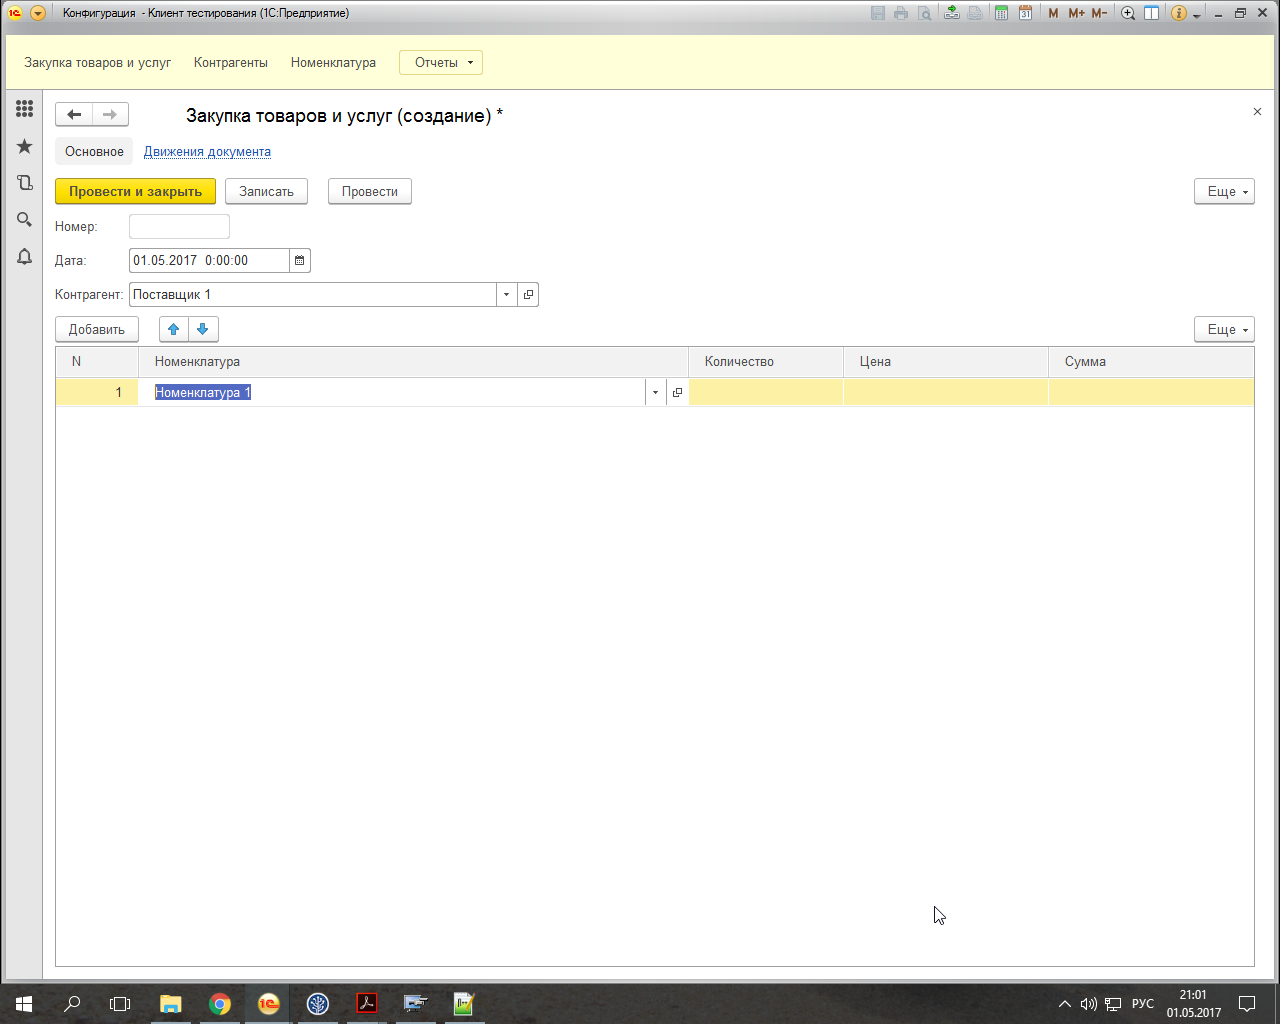 Конфигурация - Клиент тестирования (1С:Предприятие)
31 M M+ M-
Закупка товаров и услуг Контрагенты Номенклатура Отчеты
Закупка товаров и услуг (создание) *
Основное Движения документа
Провести и закрыть Записать Провести Еще
Номер:
Дата: 01.05.2017 0:00:00
Контрагент: Поставщик 1
Добавить Еще
N Номенклатура Количество Цена Сумма
1 Номенклатура 1
РУС 21:01
01.05.2017